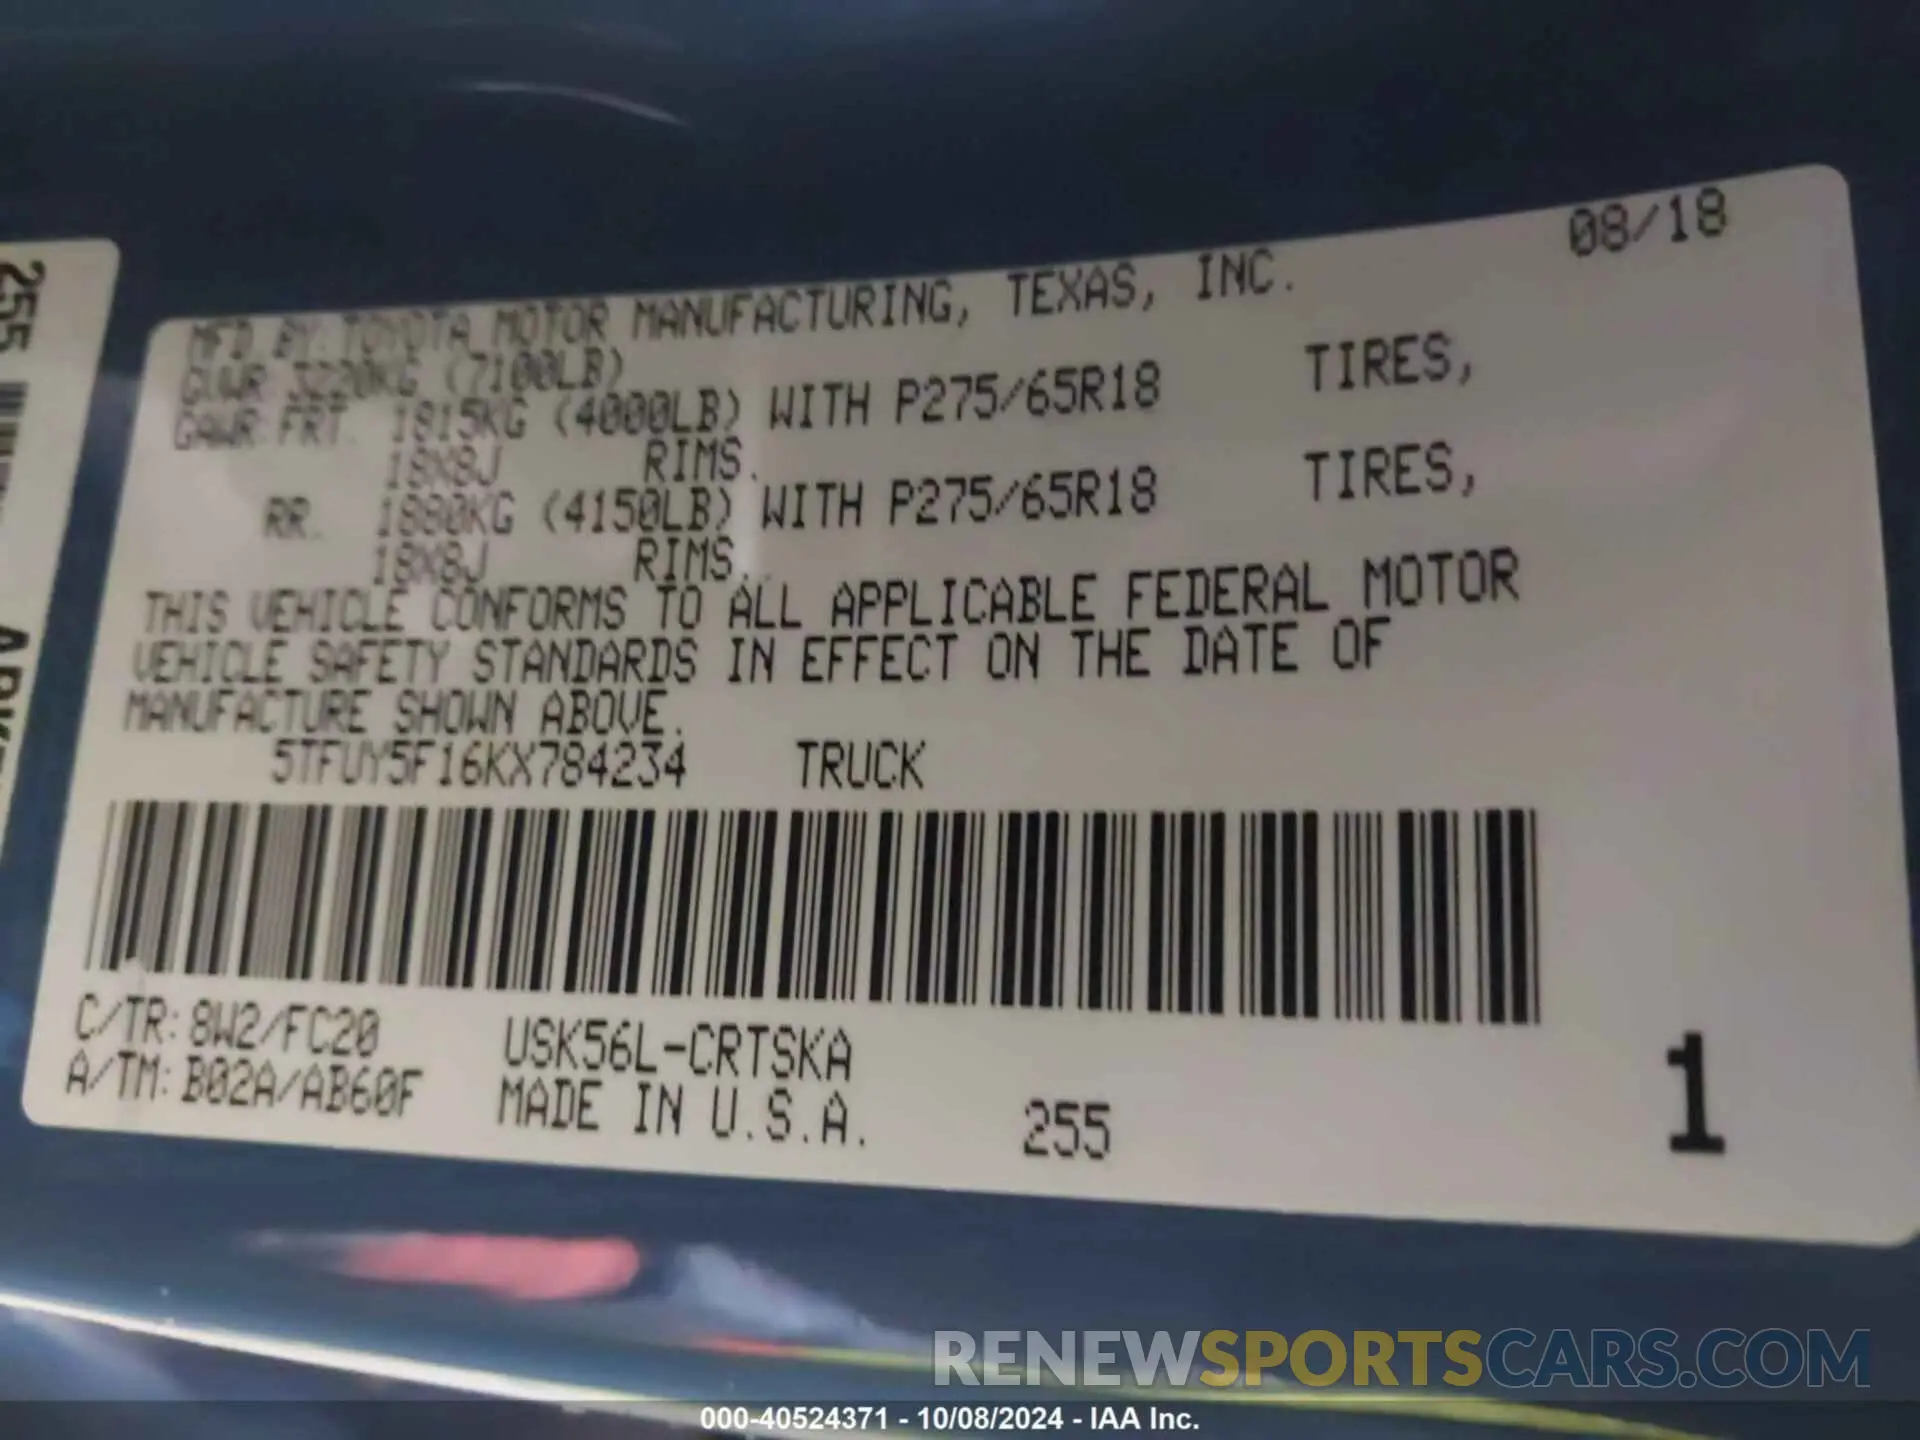 08/18
MFD BY: TOYOTA MOTOR MANUFACTURING, TEXAS, INC.
GVWR 3220KG (7100LB)
GAWR FRT. 1815KG (4000LB) WITH P275/65R18 TIRES,
18X8J RIMS.
RR. 1880KG (4150LB) WITH P275/65R18 TIRES,
18X8J RIMS.
THIS VEHICLE CONFORMS TO ALL APPLICABLE FEDERAL MOTOR
VEHICLE SAFETY STANDARDS IN EFFECT ON THE DATE OF
MANUFACTURE SHOWN ABOVE.
5TFUY5F16KX784234 TRUCK
C/TR: 8W2/FC20 USK56L-CRTSKA
A/TM: B02A/AB60F MADE IN U.S.A. 255
1
255
RENEWSPORTSCARS.COM
000-40524371 - 10/08/2024 - IAA Inc.